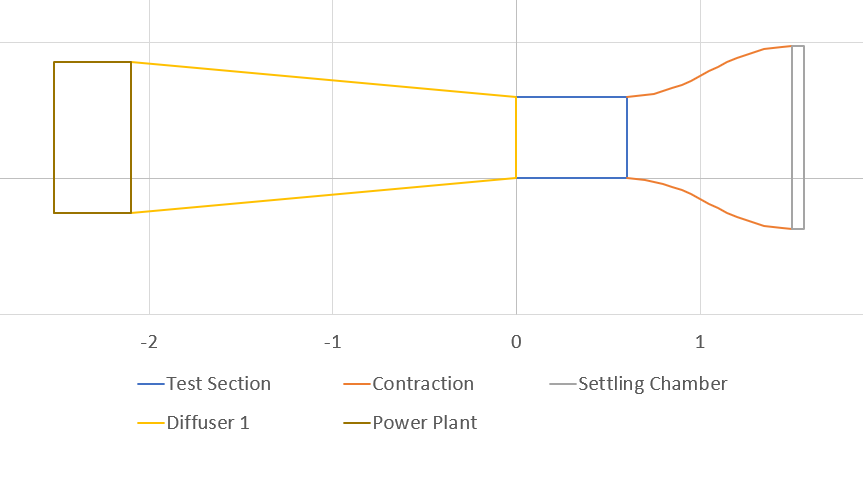 -2 -1 0 1
Test Section Contraction Settling Chamber
Diffuser 1 Power Plant